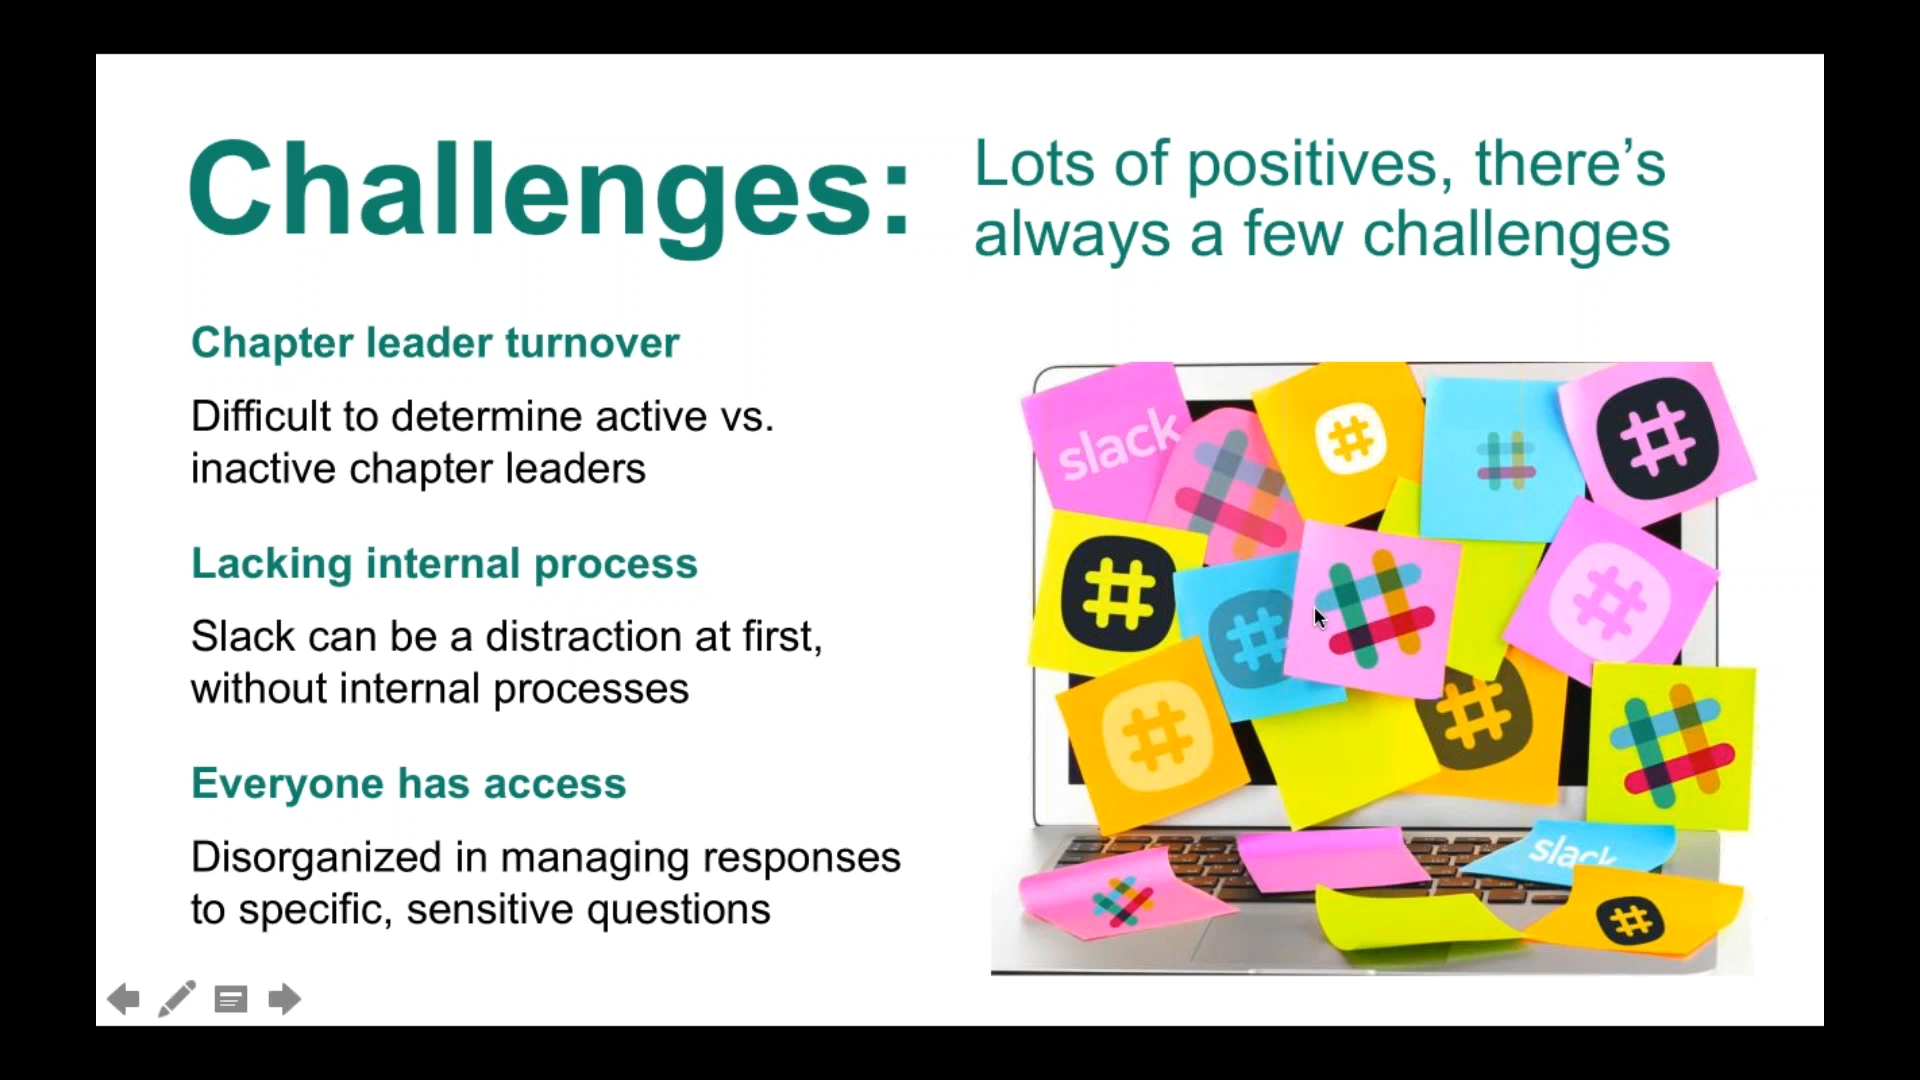 Challenges:
Lots of positives, there’s
always a few challenges
Chapter leader turnover
Difficult to determine active vs.
inactive chapter leaders
Lacking internal process
Slack can be a distraction at first,
without internal processes
Everyone has access
Disorganized in managing responses
to specific, sensitive questions
slack
slack